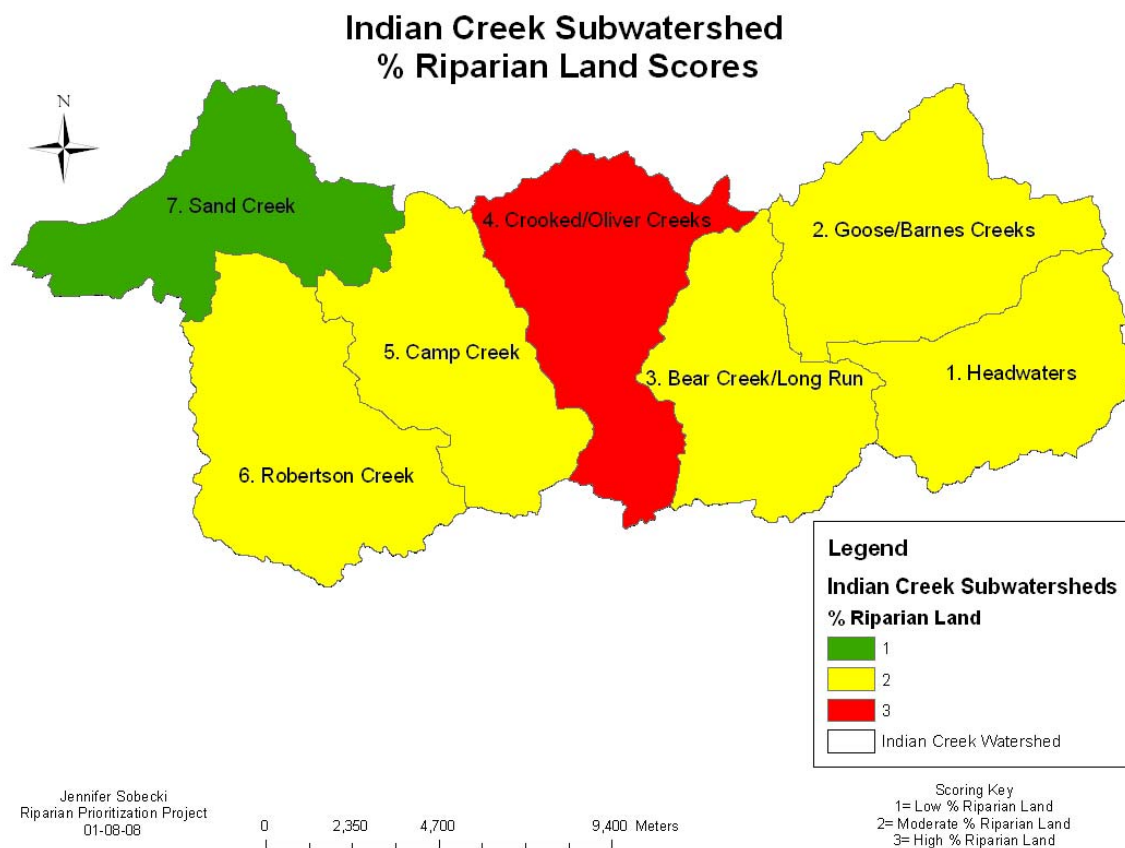 Indian Creek Subwatershed
% Riparian Land Scores
N
7. Sand Creek
4. Crooked/Oliver Creeks
2. Goose/Barnes Creeks
5. Camp Creek
3. Bear Creek/Long Run
1. Headwaters
6. Robertson Creek
Legend
Indian Creek Subwatersheds
% Riparian Land
1
2
3
Indian Creek Watershed
Jennifer Sobecki
Riparian Prioritization Project
01-08-08
0 2,350 4,700 9,400 Meters
Scoring Key
1= Low % Riparian Land
2= Moderate % Riparian Land
3= High % Riparian Land